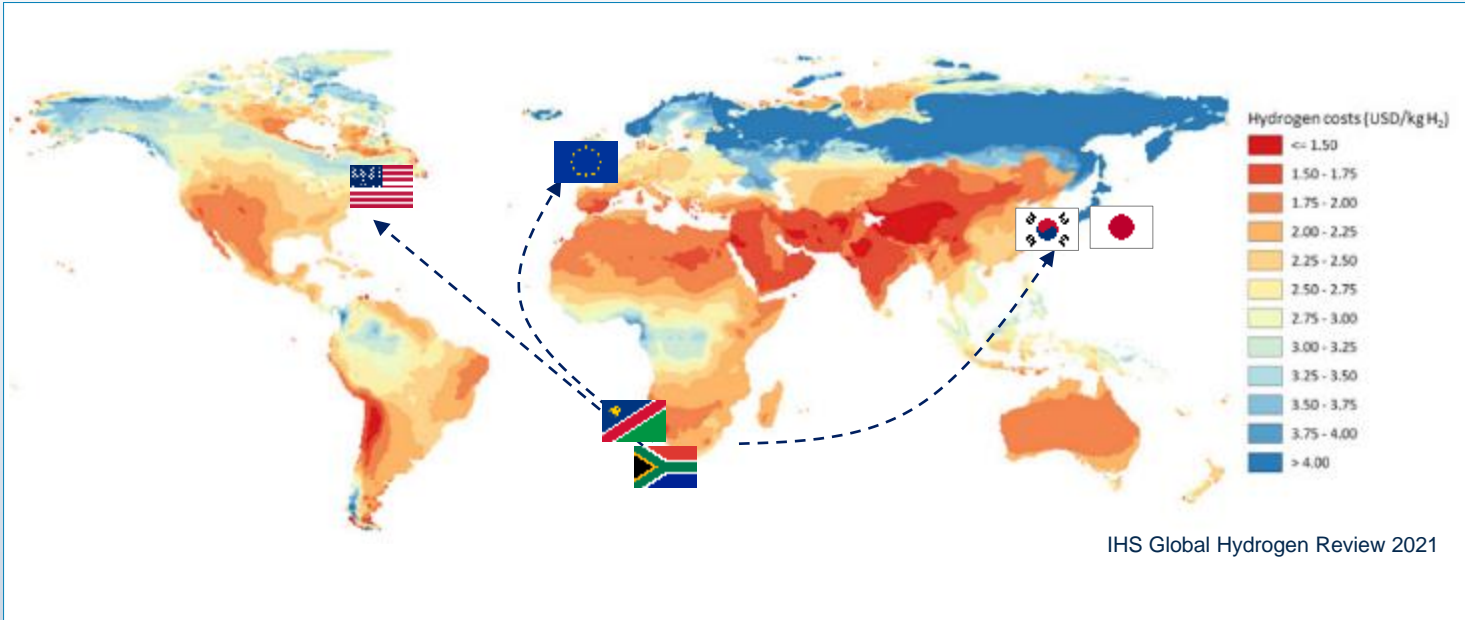 Hydrogen costs (USD/kg H₂)
<= 1.50
1.50 - 1.75
1.75 - 2.00
2.00 - 2.25
2.25 - 2.50
2.50 - 2.75
2.75 - 3.00
3.00 - 3.25
3.25 - 3.50
3.50 - 3.75
3.75 - 4.00
> 4.00
IHS Global Hydrogen Review 2021